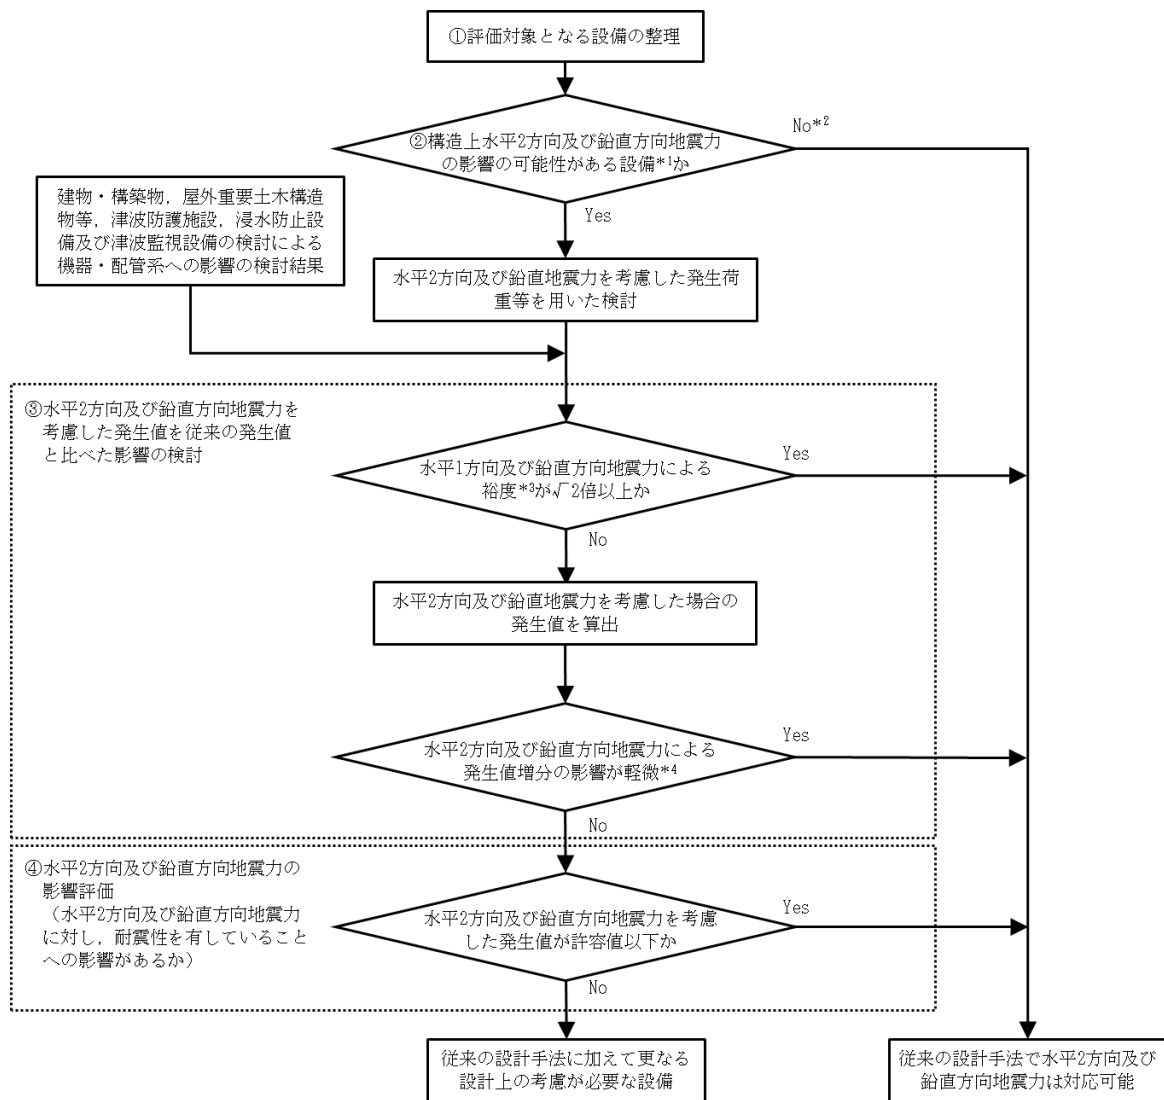 ①評価対象となる設備の整理
②構造上水平2方向及び鉛直方向地震力
の影響の可能性がある設備*1か
No*2
Yes
建物・構築物，屋外重要土木構造
物等，津波防護施設，浸水防止設
備及び津波監視設備の検討による
機器・配管系への影響の検討結果
水平2方向及び鉛直地震力を考慮した発生荷
重等を用いた検討
③水平2方向及び鉛直方向地震力を
考慮した発生値を従来の発生値
と比べた影響の検討
水平1方向及び鉛直方向地震力による
裕度*3が√2倍以上か
Yes
No
水平2方向及び鉛直地震力を考慮した場合の
発生値を算出
水平2方向及び鉛直方向地震力による
発生値増分の影響が軽微*4
Yes
No
④水平2方向及び鉛直方向地震力の
影響評価
（水平2方向及び鉛直方向地震力
に対し，耐震性を有していること
への影響があるか）
水平2方向及び鉛直方向地震力を考慮
した発生値が許容値以下か
Yes
No
従来の設計手法に加えて更なる
設計上の考慮が必要な設備
従来の設計手法で水平2方向及び
鉛直方向地震力は対応可能